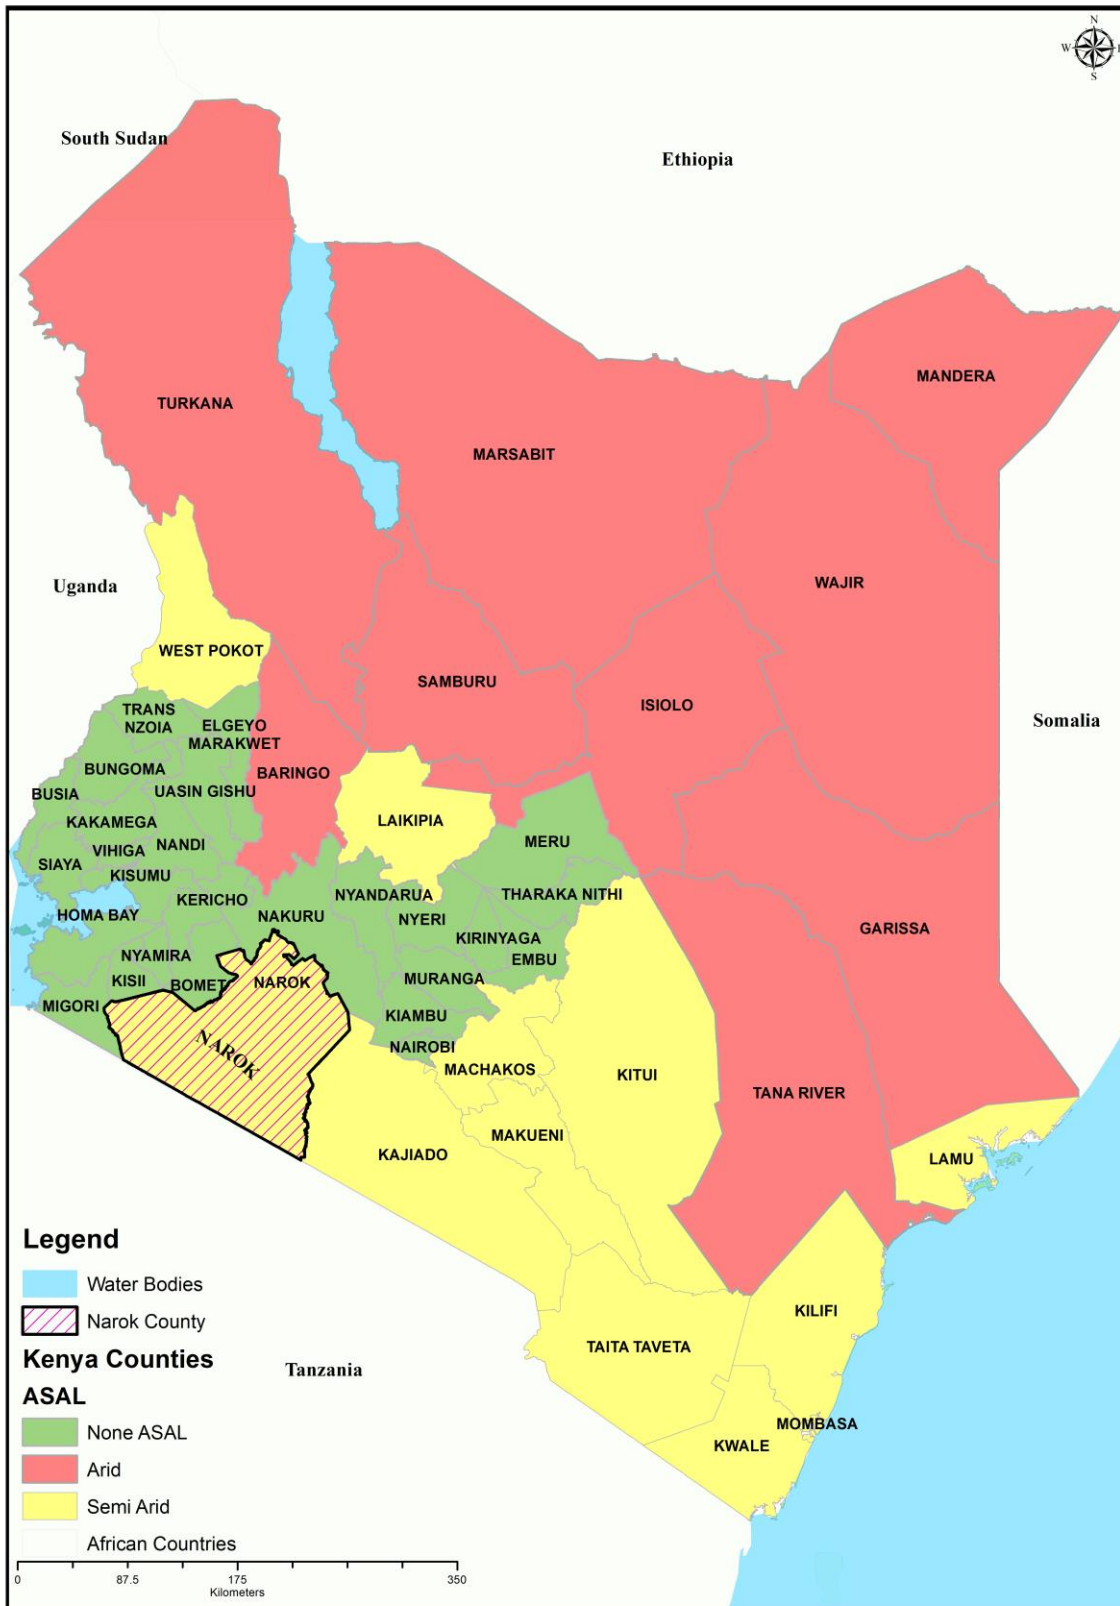 N
W
E
S
South Sudan
Ethiopia
MANDERA
TURKANA
MARSABIT
Uganda
WAJIR
WEST POKOT
SAMBURU
ISIOLO
Somalia
TRANS
NZOIA
ELGEYO
MARAKWET
BUNGOMA
BARINGO
UASIN GISHU
BUSIA
KAKAMEGA
LAIKIPIA
VIHIGA
NANDI
MERU
SIAYA
KISUMU
KERICHO
NYANDARUA
THARAKA NITHI
HOMA BAY
NAKURU
NYERI
GARISSA
KIRINYAGA
NYAMIRA
EMBU
KISII
BOMET
NAROK
MURANGA
MIGORI
KIAMBU
NAROK
NAIROBI
MACHAKOS
KITUI
TANA RIVER
MAKUENI
KAJIADO
LAMU
KILIFI
TAITA TAVETA
Tanzania
MOMBASA
KWALE
Legend
Water Bodies
Narok County
Kenya Counties
ASAL
None ASAL
Arid
Semi Arid
African Countries
0 87.5 175 350
Kilometers